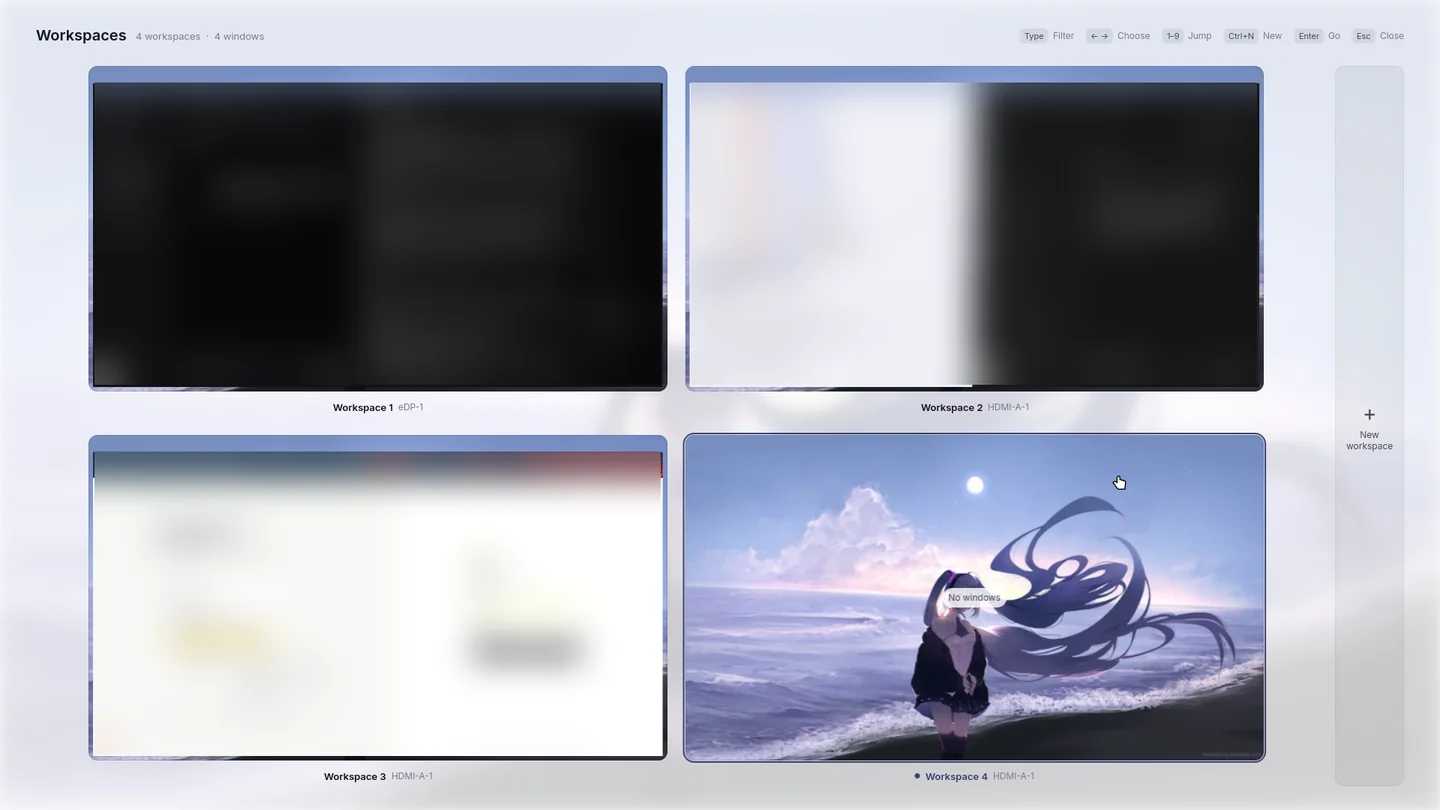 Workspaces 4 workspaces · 4 windows
Type Filter ← → Choose 1–9 Jump Ctrl+N New Enter Go Esc Close
Workspace 1 eDP-1
Workspace 2 HDMI-A-1
+
New
workspace
No windows
Workspace 3 HDMI-A-1
Workspace 4 HDMI-A-1